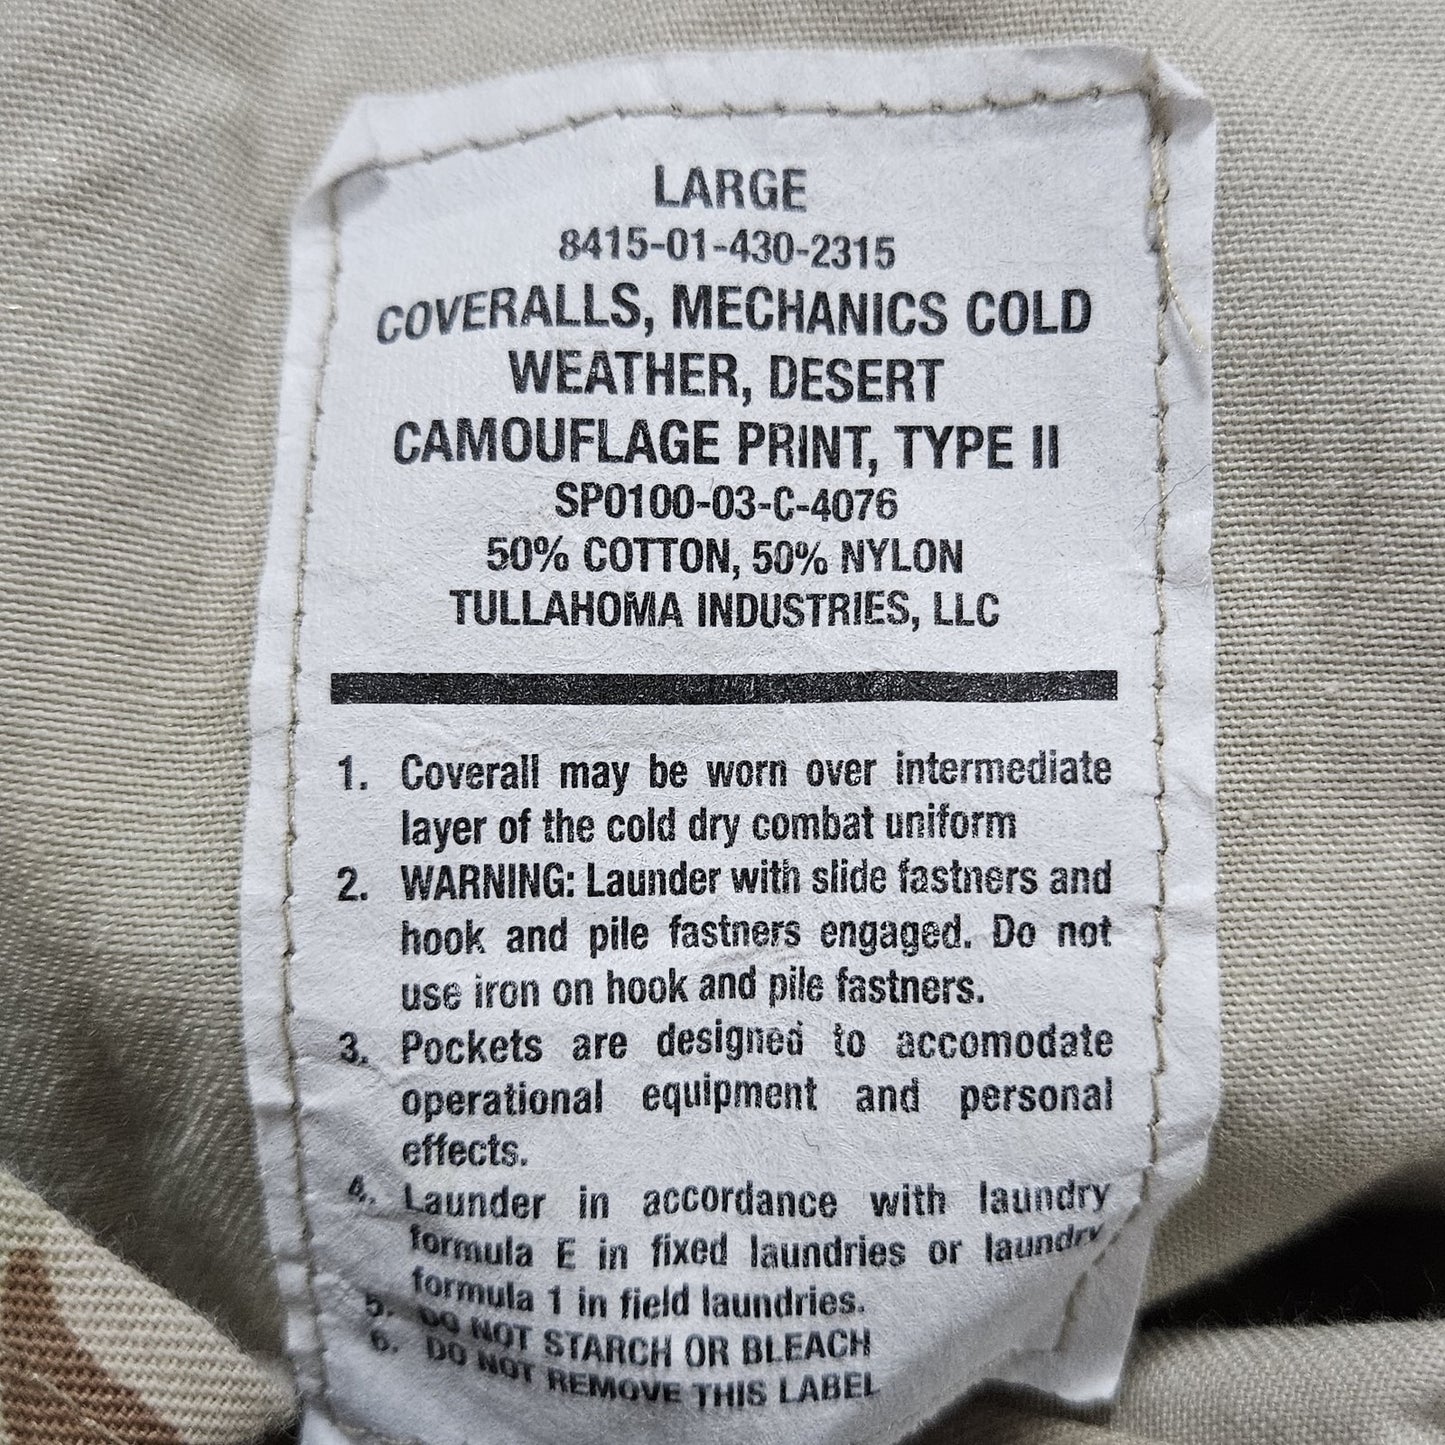 LARGE
8415-01-430-2315
COVERALLS, MECHANICS COLD
WEATHER, DESERT
CAMOUFLAGE PRINT, TYPE II
SP0100-03-C-4076
50% COTTON, 50% NYLON
TULLAHOMA INDUSTRIES, LLC
1. Coverall may be worn over intermediate
layer of the cold dry combat uniform
2. WARNING: Launder with slide fastners and
hook and pile fastners engaged. Do not
use iron on hook and pile fastners.
3. Pockets are designed to accomodate
operational equipment and personal
effects.
4. Launder in accordance with laundry
formula E in fixed laundries or laundry
formula 1 in field laundries.
5. DO NOT STARCH OR BLEACH
6. DO NOT REMOVE THIS LABEL